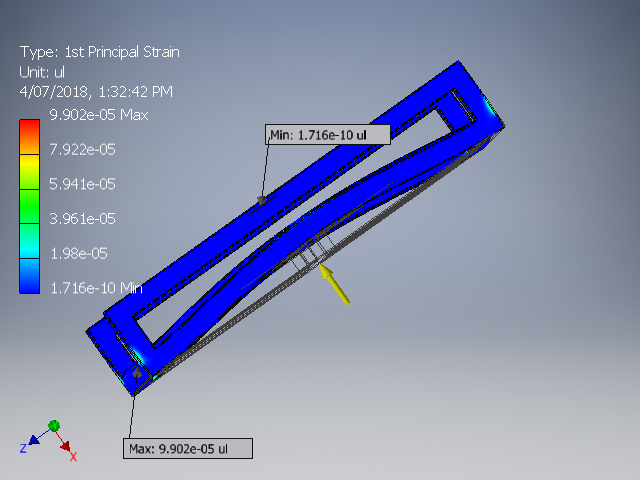 Type: 1st Principal Strain
Unit: ul
4/07/2018, 1:32:42 PM
9.902e-05 Max
7.922e-05
5.941e-05
3.961e-05
1.98e-05
1.716e-10 Min
Min: 1.716e-10 ul
Max: 9.902e-05 ul
Z
X